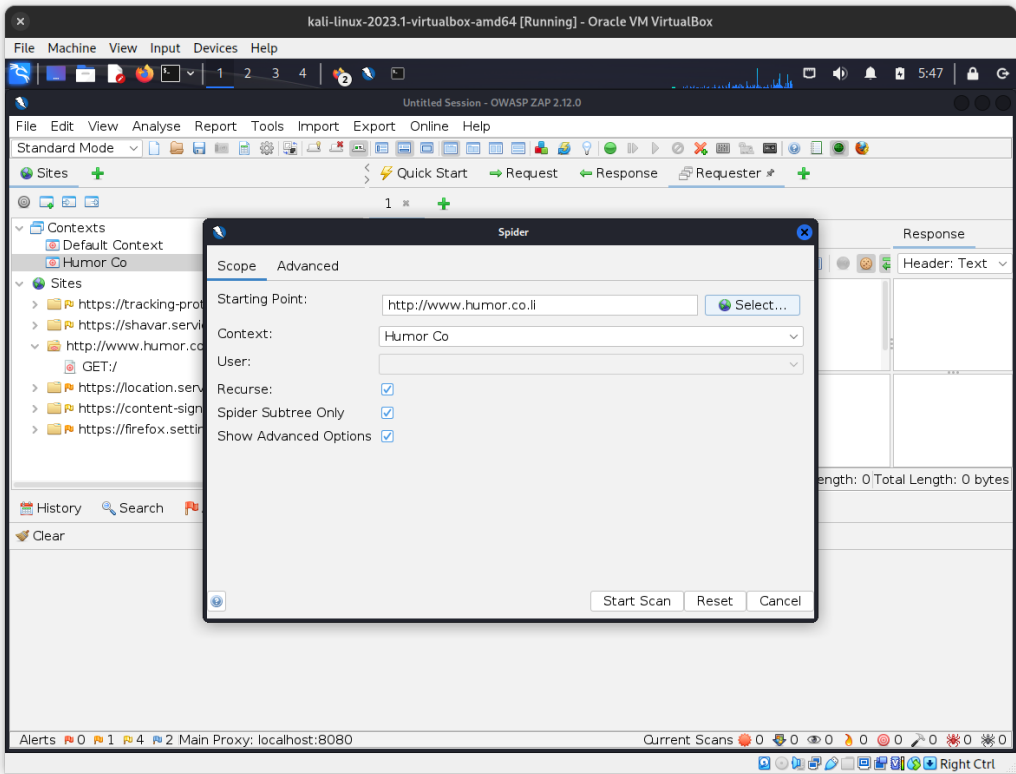 kali-linux-2023.1-virtualbox-amd64 [Running] - Oracle VM VirtualBox
File Machine View Input Devices Help
1 2 3 4 2 5:47
Untitled Session - OWASP ZAP 2.12.0
File Edit View Analyse Report Tools Import Export Online Help
Standard Mode
Sites Quick Start Request Response Requester
1
Contexts
Default Context
Humor Co
Sites
https://tracking-prot
https://shavar.servi
http://www.humor.co
GET:/
https://location.serv
https://content-sign
https://firefox.settin
Response
Header: Text
Spider
Scope Advanced
Starting Point: http://www.humor.co.li Select...
Context: Humor Co
User:
Recurse:
Spider Subtree Only
Show Advanced Options
Start Scan Reset Cancel
ength: 0 Total Length: 0 bytes
History Search
Clear
Alerts 0 1 4 2 Main Proxy: localhost:8080 Current Scans 0 0 0 0 0 0 0 0
Right Ctrl